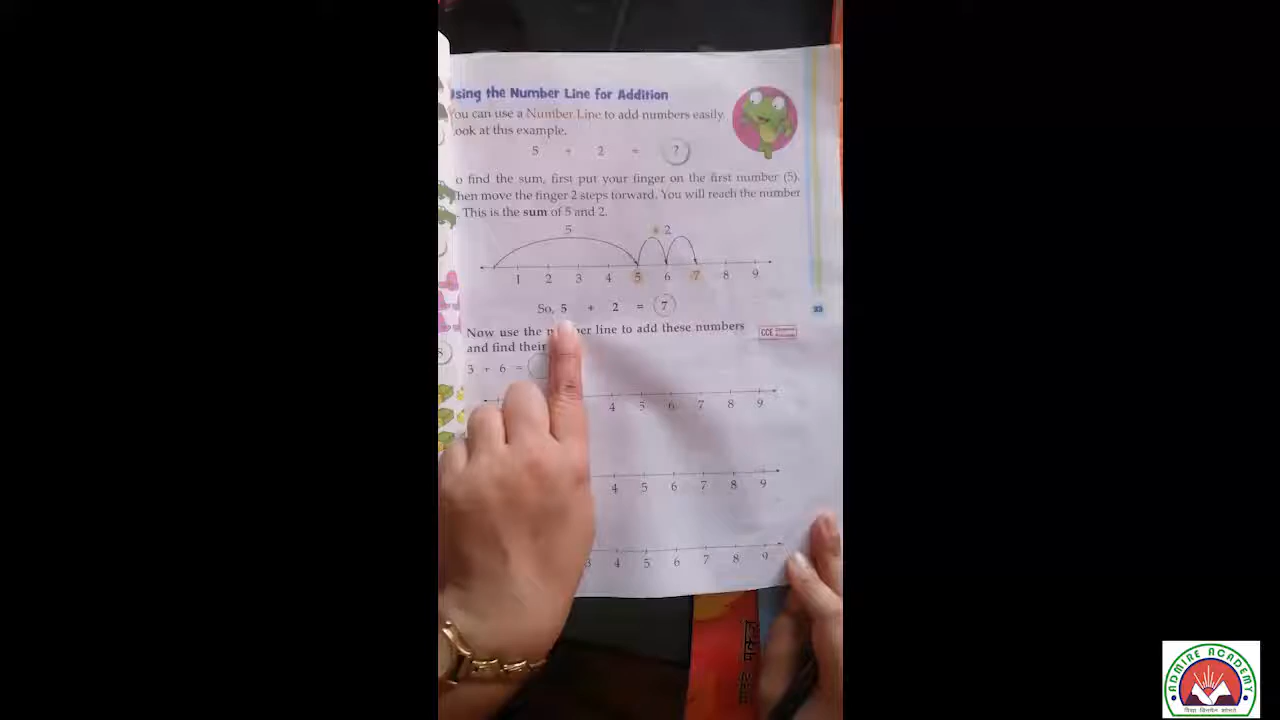 sing the Number Line for Addition
You can use a Number Line to add numbers easily.
ook at this example.
5 + 2 = ?
o find the sum, first put your finger on the first number (5).
hen move the finger 2 steps forward. You will reach the number
. This is the sum of 5 and 2.
5 + 2
1 2 3 4 5 6 7 8 9
So, 5 + 2 = 7
33
Now use the line to add these numbers
and find their
CCE
3 + 6 =
4 5 6 7 8 9
4 5 6 7 8 9
3 4 5 6 7 8 9
8
ADMIRE ACADEMY